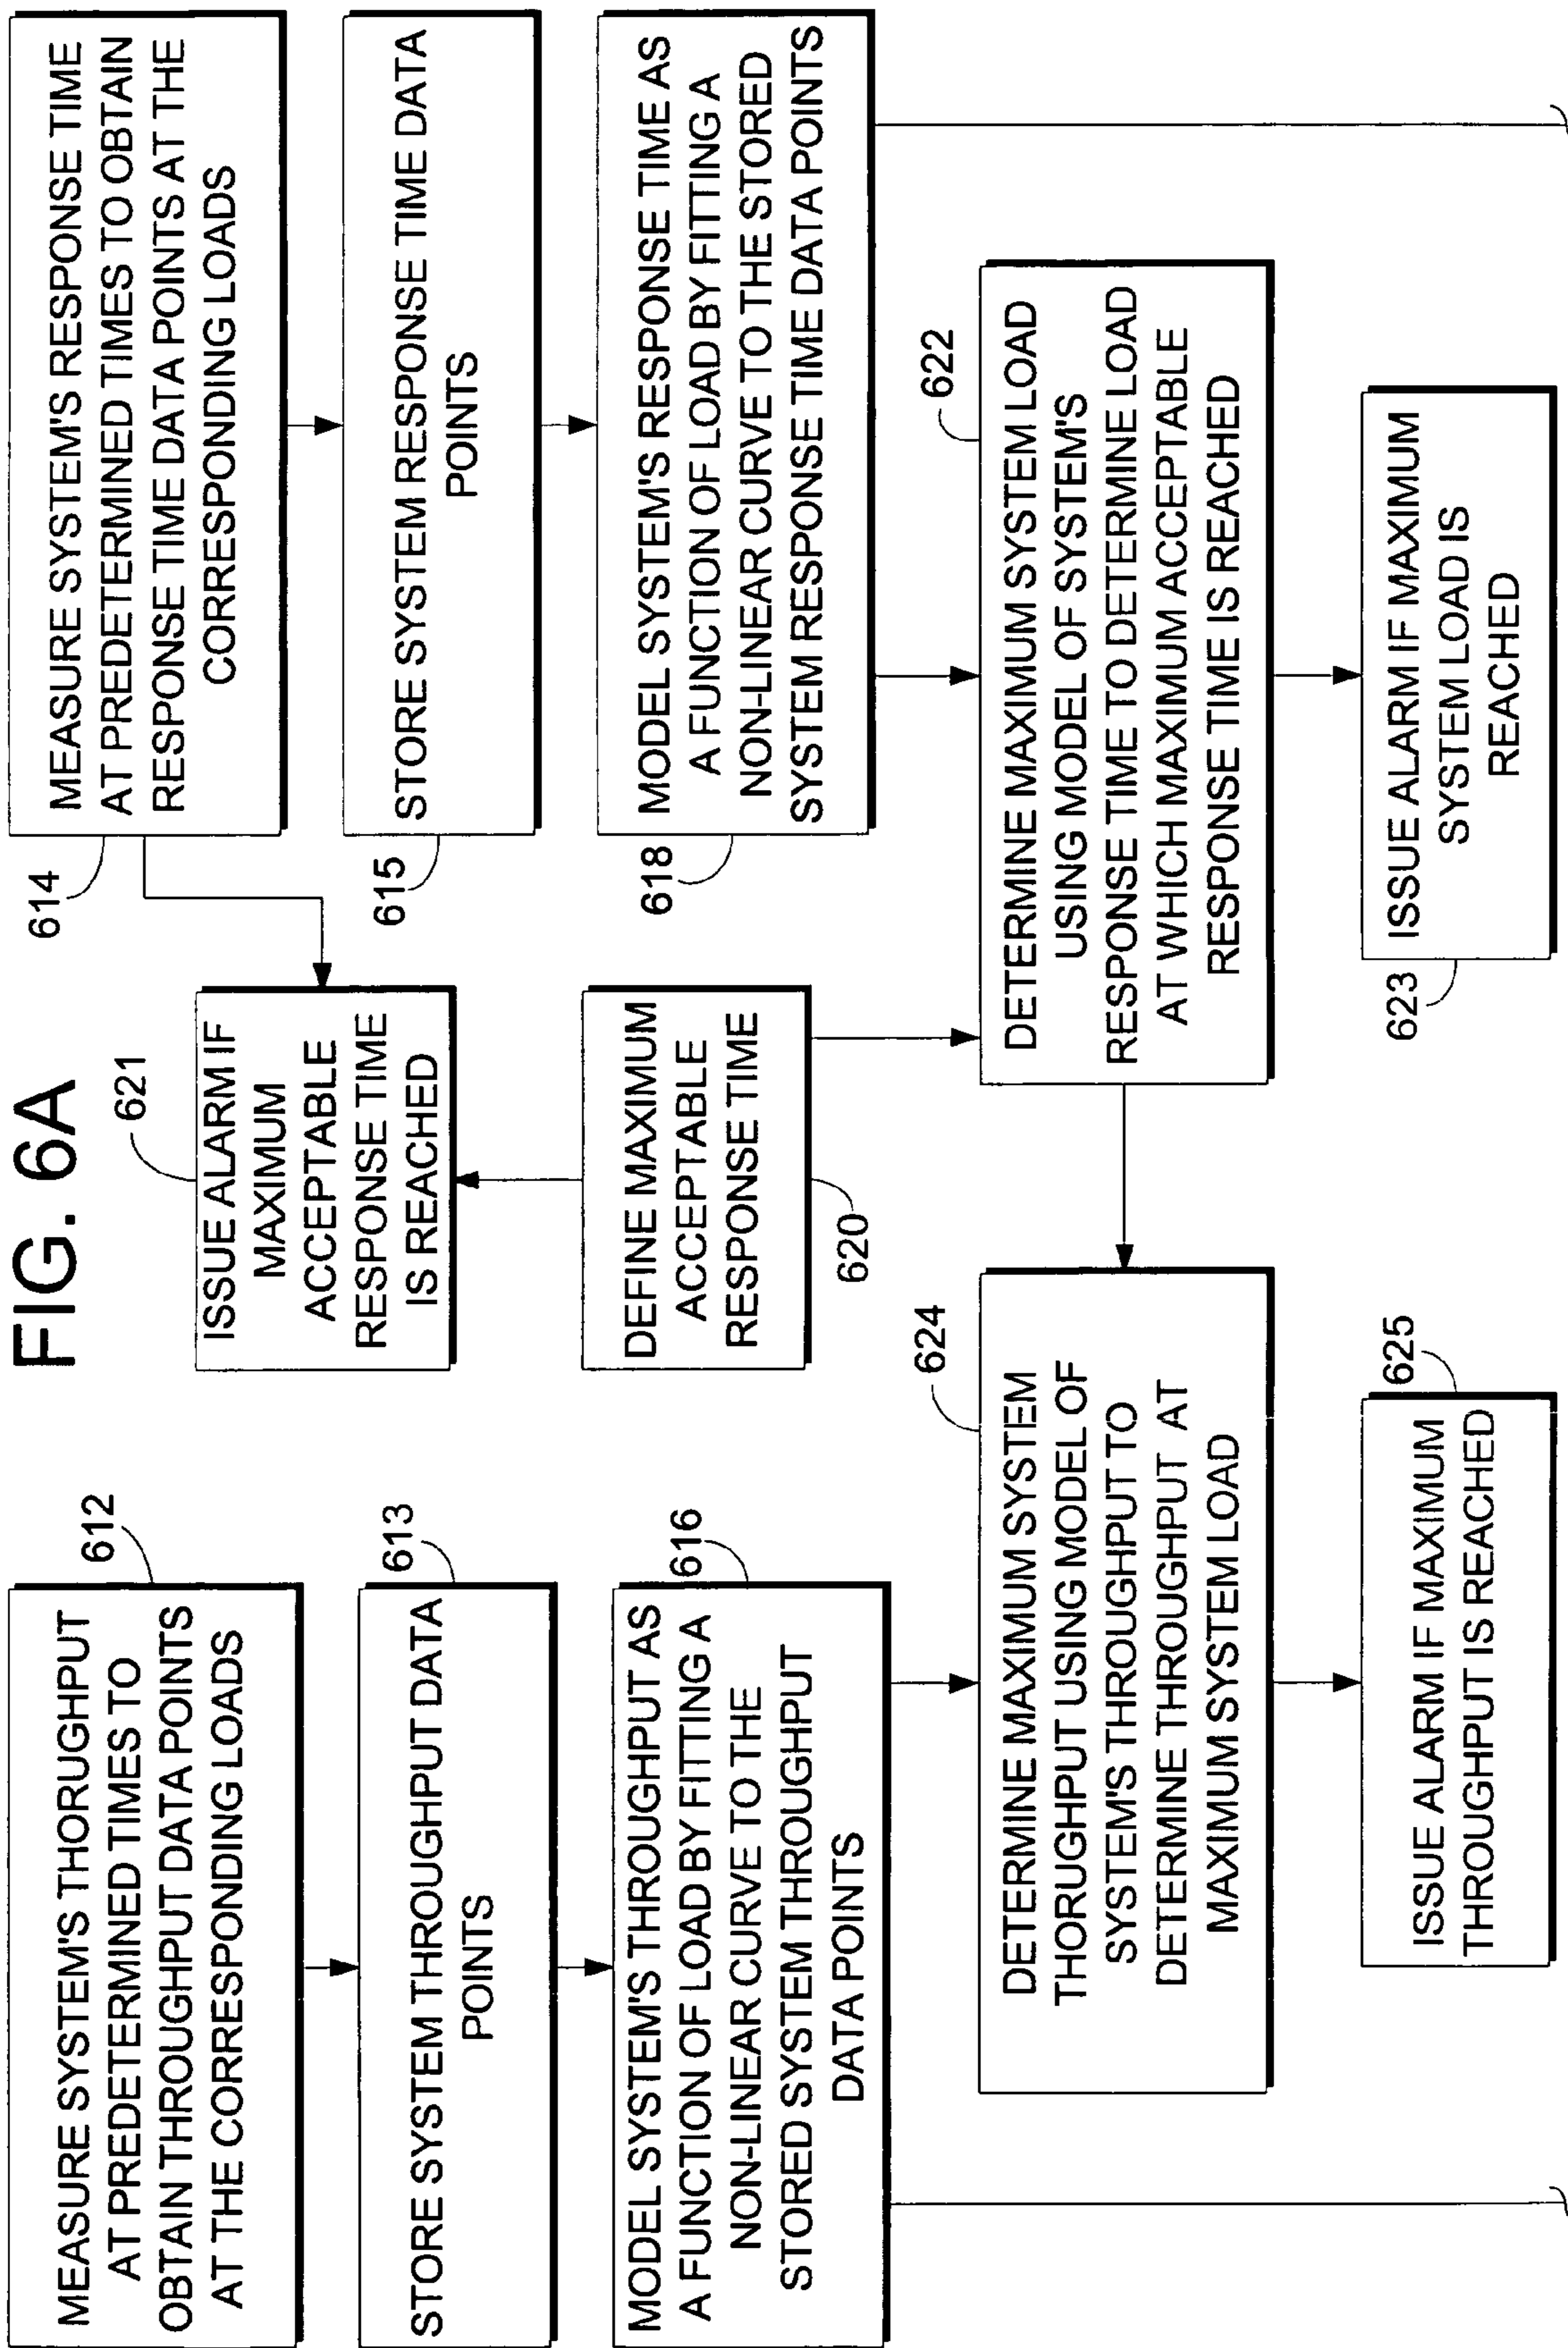 FIG. 6A
612
MEASURE SYSTEM'S THORUGHPUT
AT PREDETERMINED TIMES TO
OBTAIN THROUGHPUT DATA POINTS
AT THE CORRESPONDING LOADS
613
STORE SYSTEM THROUGHPUT DATA
POINTS
616
MODEL SYSTEM'S THROUGHPUT AS
A FUNCTION OF LOAD BY FITTING A
NON-LINEAR CURVE TO THE
STORED SYSTEM THROUGHPUT
DATA POINTS
621
ISSUE ALARM IF
MAXIMUM
ACCEPTABLE
RESPONSE TIME
IS REACHED
DEFINE MAXIMUM
ACCEPTABLE
RESPONSE TIME
620
614
MEASURE SYSTEM'S RESPONSE TIME
AT PREDETERMINED TIMES TO OBTAIN
RESPONSE TIME DATA POINTS AT THE
CORRESPONDING LOADS
615
STORE SYSTEM RESPONSE TIME DATA
POINTS
618
MODEL SYSTEM'S RESPONSE TIME AS
A FUNCTION OF LOAD BY FITTING A
NON-LINEAR CURVE TO THE STORED
SYSTEM RESPONSE TIME DATA POINTS
624
DETERMINE MAXIMUM SYSTEM
THORUGHPUT USING MODEL OF
SYSTEM'S THROUGHPUT TO
DETERMINE THROUGHPUT AT
MAXIMUM SYSTEM LOAD
622
DETERMINE MAXIMUM SYSTEM LOAD
USING MODEL OF SYSTEM'S
RESPONSE TIME TO DETERMINE LOAD
AT WHICH MAXIMUM ACCEPTABLE
RESPONSE TIME IS REACHED
625
ISSUE ALARM IF MAXIMUM
THROUGHPUT IS REACHED
623
ISSUE ALARM IF MAXIMUM
SYSTEM LOAD IS
REACHED